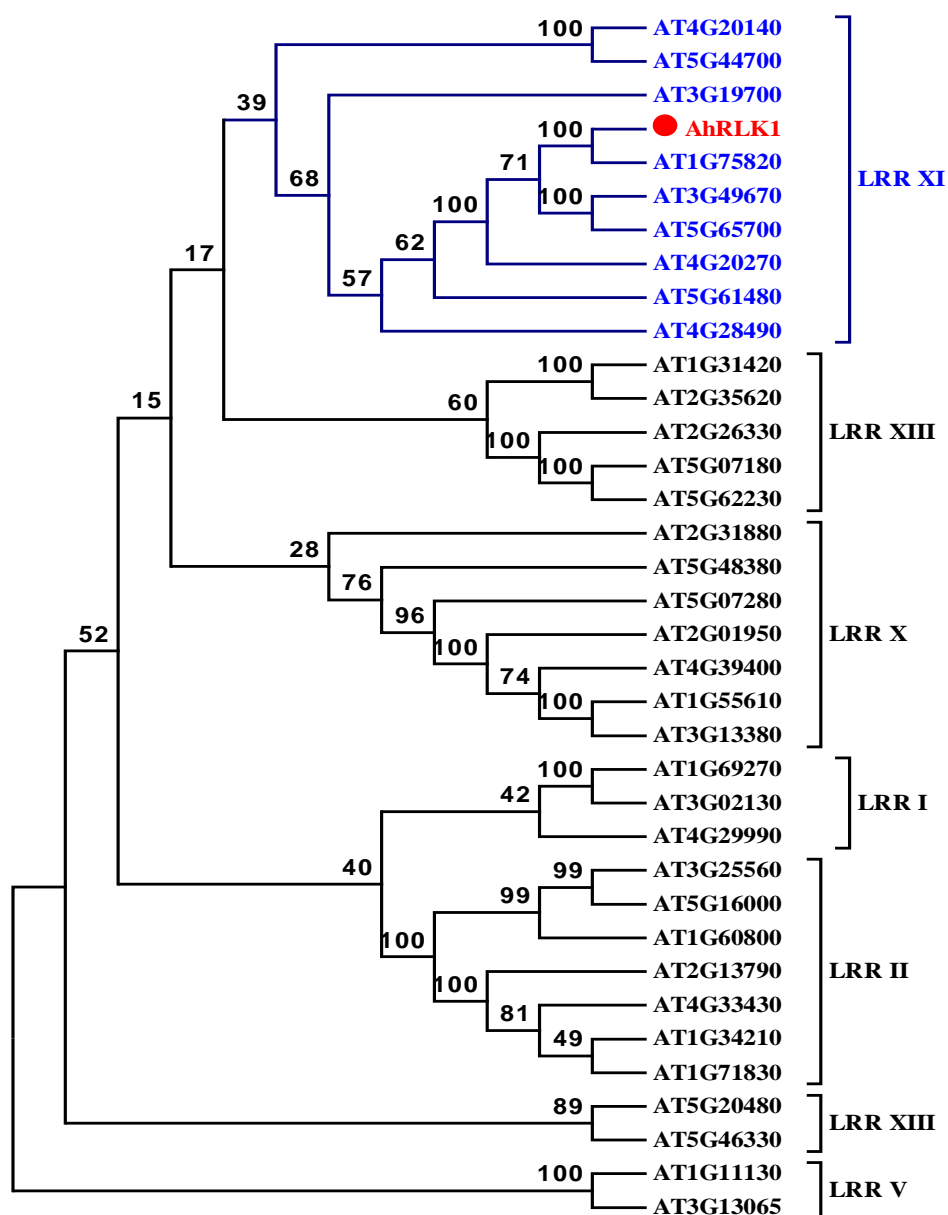 100 AT4G20140
AT5G44700
39 AT3G19700
100 AhRLK1
71 AT1G75820 LRR XI
68 100 100 AT3G49670
AT5G65700
62 AT4G20270
17 57 AT5G61480
AT4G28490
100 AT1G31420
15 60 AT2G35620
100 AT2G26330 LRR XIII
100 AT5G07180
AT5G62230
28 AT2G31880
76 AT5G48380
96 AT5G07280
52 100 AT2G01950 LRR X
74 AT4G39400
100 AT1G55610
AT3G13380
100 AT1G69270
42 AT3G02130 LRR I
AT4G29990
40 99 AT3G25560
99 AT5G16000
100 AT1G60800
100 AT2G13790 LRR II
81 AT4G33430
49 AT1G34210
AT1G71830
89 AT5G20480 LRR XIII
AT5G46330
100 AT1G11130 LRR V
AT3G13065